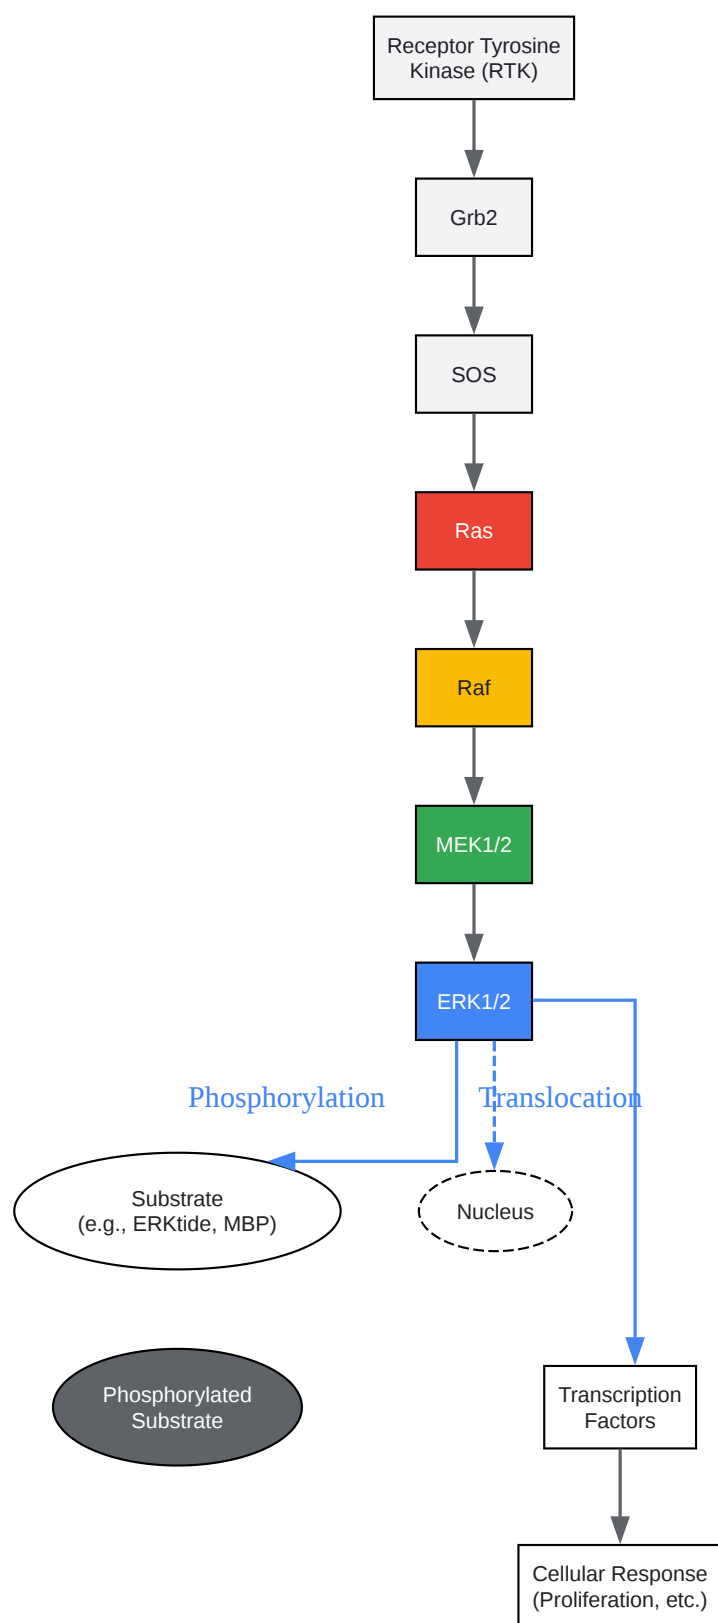 Receptor Tyrosine
Kinase (RTK)
Grb2
SOS
Ras
Raf
MEK1/2
ERK1/2
Phosphorylation
Translocation
Substrate
(e.g., ERKtide, MBP)
Nucleus
Phosphorylated
Substrate
Transcription
Factors
Cellular Response
(Proliferation, etc.)